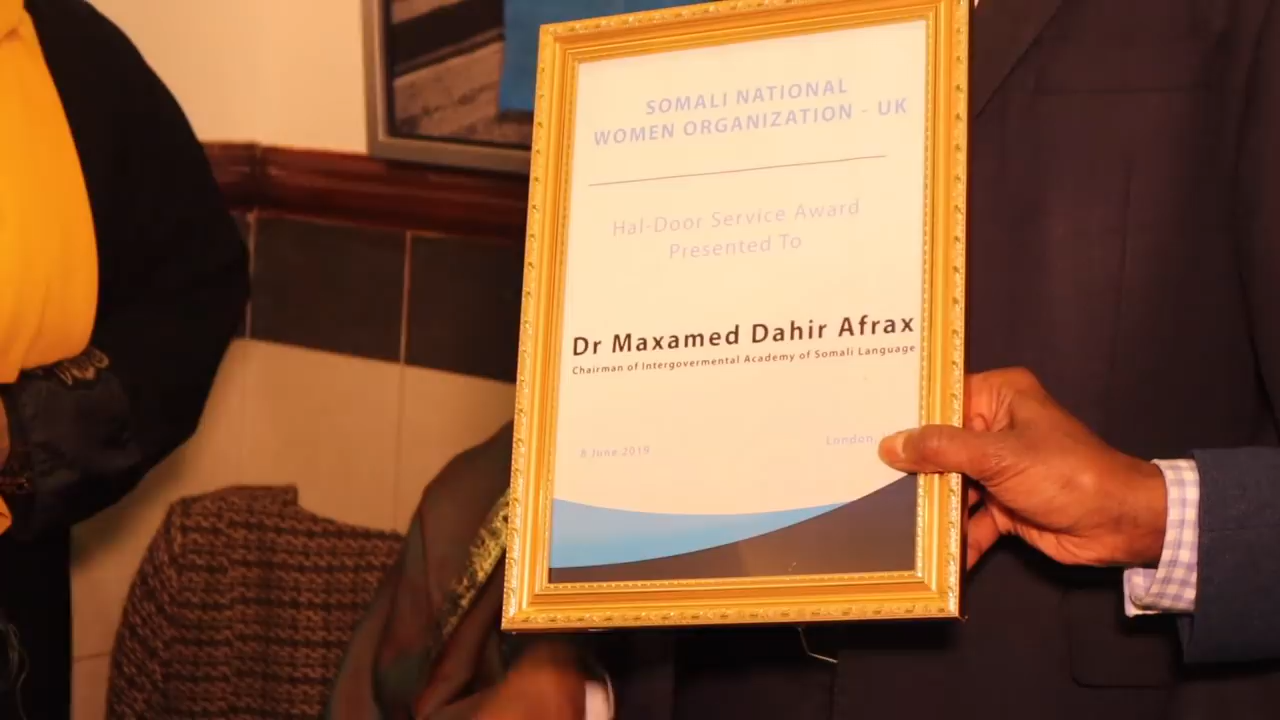 SOMALI NATIONAL
WOMEN ORGANIZATION - UK
Hal-Door Service Award
Presented To
Dr Maxamed Dahir Afrax
Chairman of Intergovermental Academy of Somali Language
8 June 2019
London,